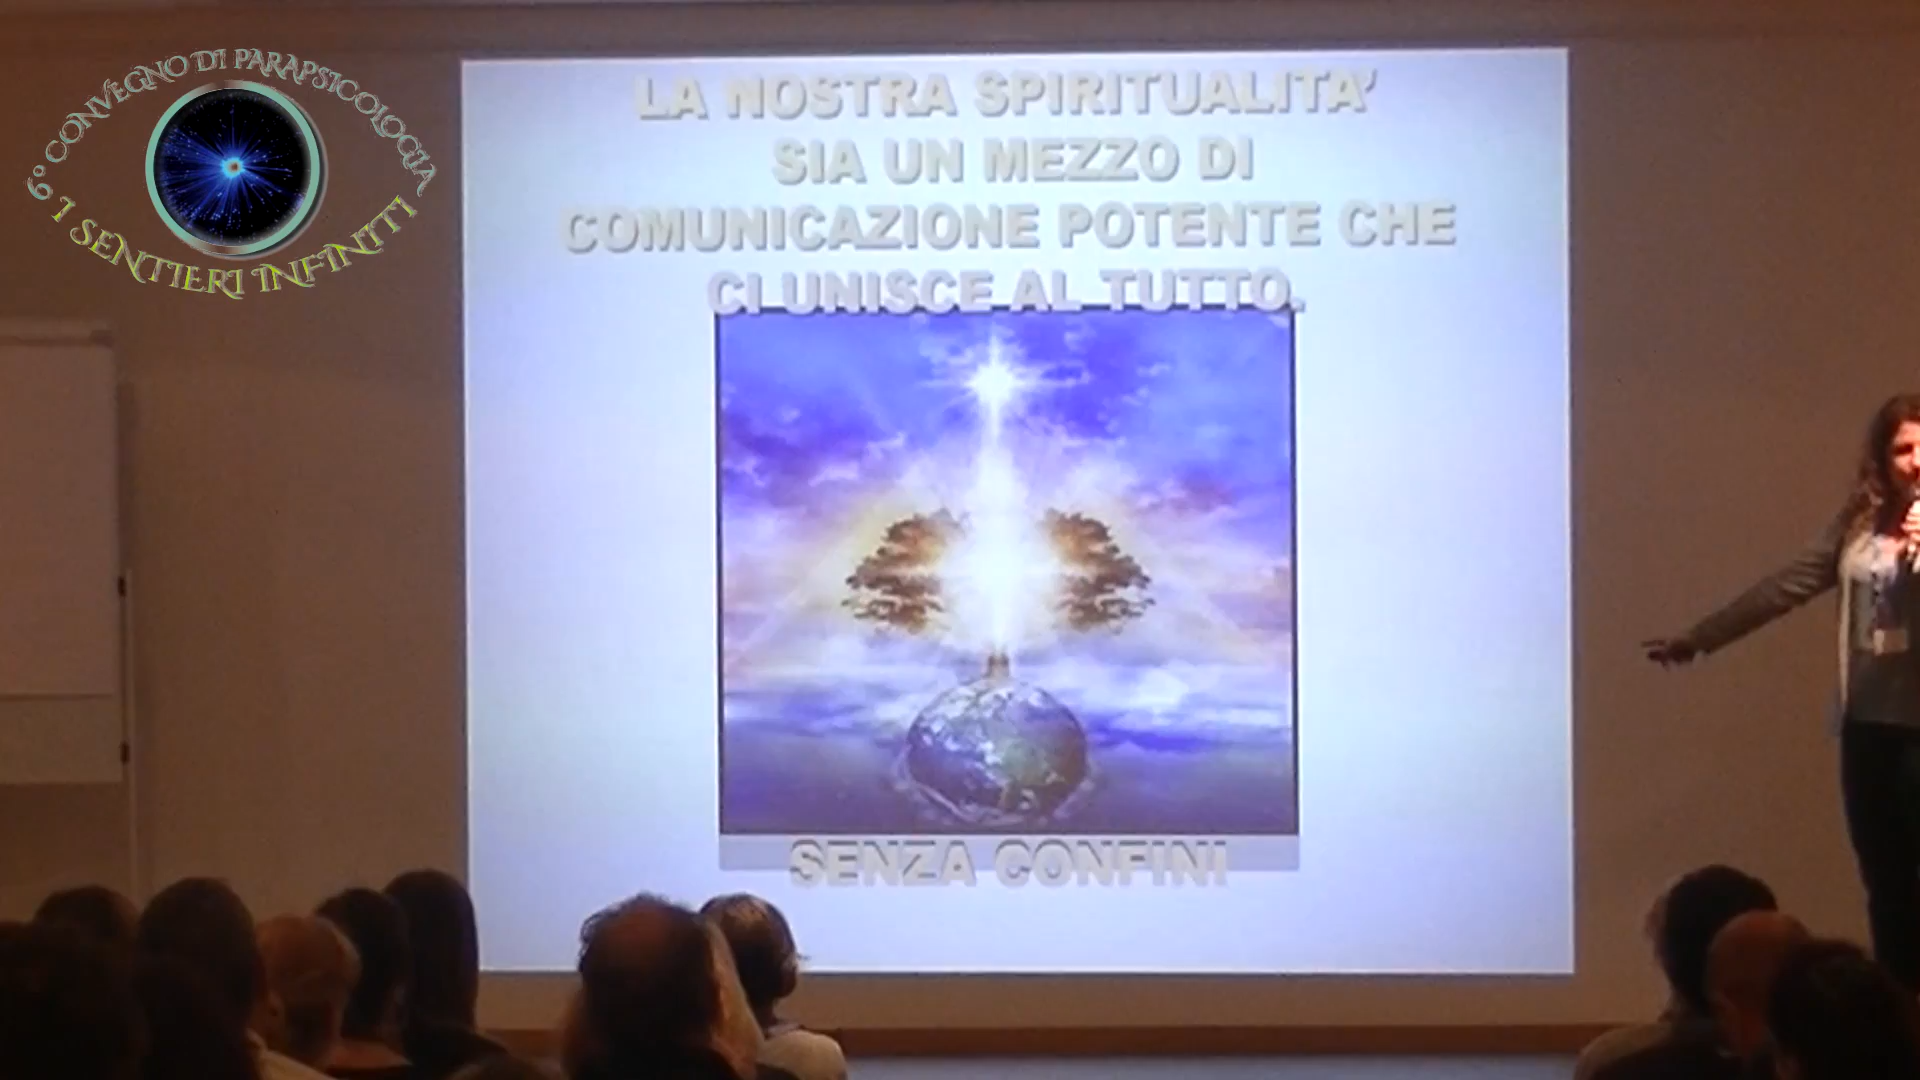 6° CONVEGNO DI PARAPSICOLOGIA
I SENTIERI INFINITI
LA NOSTRA SPIRITUALITA'
SIA UN MEZZO DI
COMUNICAZIONE POTENTE CHE
CI UNISCE AL TUTTO.
SENZA CONFINI